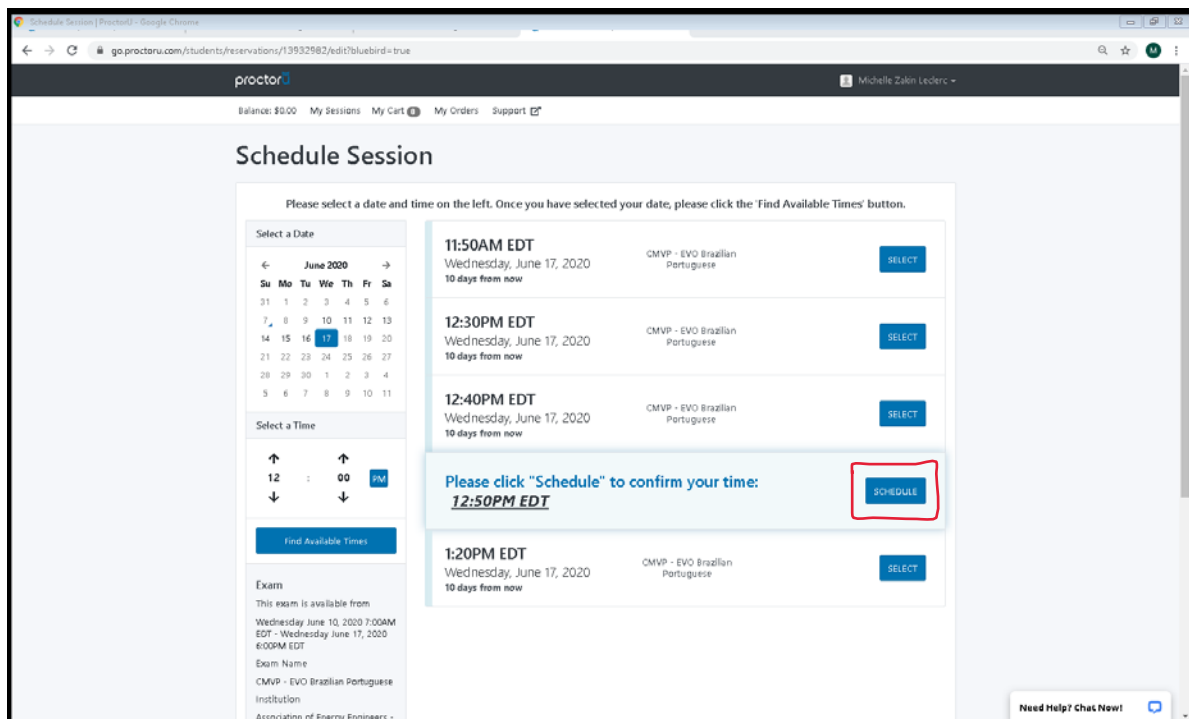 Schedule Session | ProctorU - Google Chrome
go.proctoru.com/students/reservations/13932982/edit?bluebird=true
M
proctorU
Michelle Zakin Leclerc
Balance: $0.00 My Sessions My Cart 0 My Orders Support
Schedule Session
Please select a date and time on the left. Once you have selected your date, please click the 'Find Available Times' button.
Select a Date
June 2020
Su Mo Tu We Th Fr Sa
31 1 2 3 4 5 6
7 8 9 10 11 12 13
14 15 16 17 18 19 20
21 22 23 24 25 26 27
28 29 30 1 2 3 4
5 6 7 8 9 10 11
Select a Time
12 : 00 PM
Find Available Times
Exam
This exam is available from
Wednesday June 10, 2020 7:00AM
EDT - Wednesday June 17, 2020
6:00PM EDT
Exam Name
CMVP - EVO Brazilian Portuguese
Institution
Association of Energy Engineers -
11:50AM EDT
Wednesday, June 17, 2020
10 days from now
CMVP - EVO Brazilian
Portuguese
SELECT
12:30PM EDT
Wednesday, June 17, 2020
10 days from now
CMVP - EVO Brazilian
Portuguese
SELECT
12:40PM EDT
Wednesday, June 17, 2020
10 days from now
CMVP - EVO Brazilian
Portuguese
SELECT
Please click "Schedule" to confirm your time:
12:50PM EDT
SCHEDULE
1:20PM EDT
Wednesday, June 17, 2020
10 days from now
CMVP - EVO Brazilian
Portuguese
SELECT
Need Help? Chat Now!